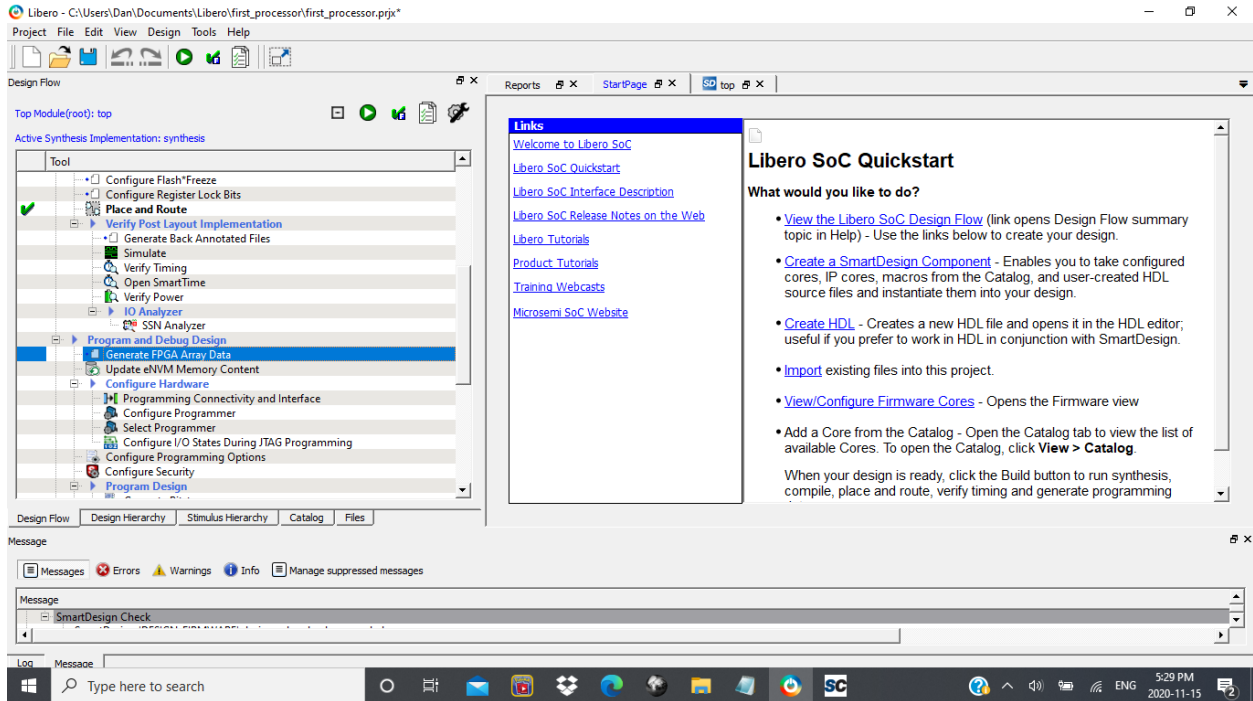 Libero - C:\Users\Dan\Documents\Libero\first_processor\first_processor.prjx*
Project File Edit View Design Tools Help
Design Flow
Top Module(root): top
Active Synthesis Implementation: synthesis
Tool
Configure Flash*Freeze
Configure Register Lock Bits
Place and Route
Verify Post Layout Implementation
Generate Back Annotated Files
Simulate
Verify Timing
Open SmartTime
Verify Power
IO Analyzer
SSN Analyzer
Program and Debug Design
Generate FPGA Array Data
Update eNVM Memory Content
Configure Hardware
Programming Connectivity and Interface
Configure Programmer
Select Programmer
Configure I/O States During JTAG Programming
Configure Programming Options
Configure Security
Program Design
Design Flow Design Hierarchy Stimulus Hierarchy Catalog Files
Reports StartPage SD top
Links
Welcome to Libero SoC
Libero SoC Quickstart
Libero SoC Interface Description
Libero SoC Release Notes on the Web
Libero Tutorials
Product Tutorials
Training Webcasts
Microsemi SoC Website
Libero SoC Quickstart
What would you like to do?
• View the Libero SoC Design Flow (link opens Design Flow summary
topic in Help) - Use the links below to create your design.
• Create a SmartDesign Component - Enables you to take configured
cores, IP cores, macros from the Catalog, and user-created HDL
source files and instantiate them into your design.
• Create HDL - Creates a new HDL file and opens it in the HDL editor;
useful if you prefer to work in HDL in conjunction with SmartDesign.
• Import existing files into this project.
• View/Configure Firmware Cores - Opens the Firmware view
• Add a Core from the Catalog - Open the Catalog tab to view the list of
available Cores. To open the Catalog, click View > Catalog.
When your design is ready, click the Build button to run synthesis,
compile, place and route, verify timing and generate programming
Message
Messages Errors Warnings Info Manage suppressed messages
Message
SmartDesign Check
Log Message
Type here to search
SC
ENG
5:29 PM
2020-11-15
2